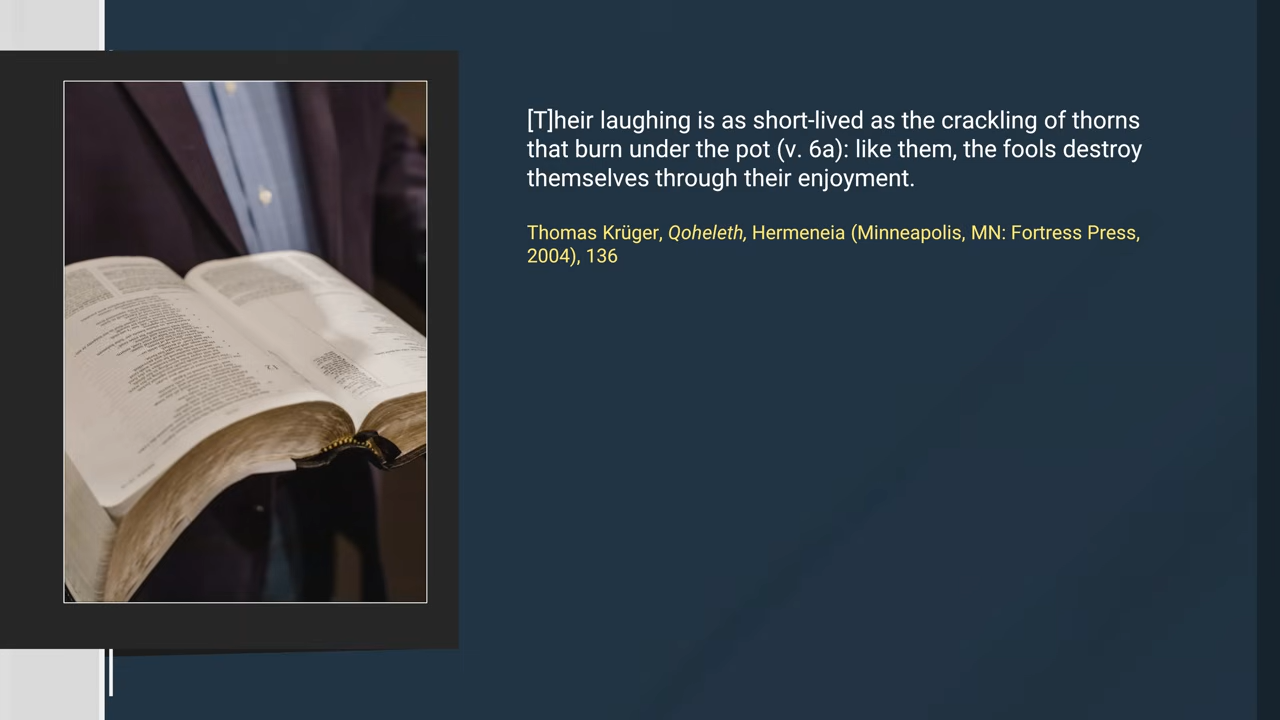 [T]heir laughing is as short-lived as the crackling of thorns
that burn under the pot (v. 6a): like them, the fools destroy
themselves through their enjoyment.
Thomas Krüger, Qoheleth, Hermeneia (Minneapolis, MN: Fortress Press,
2004), 136